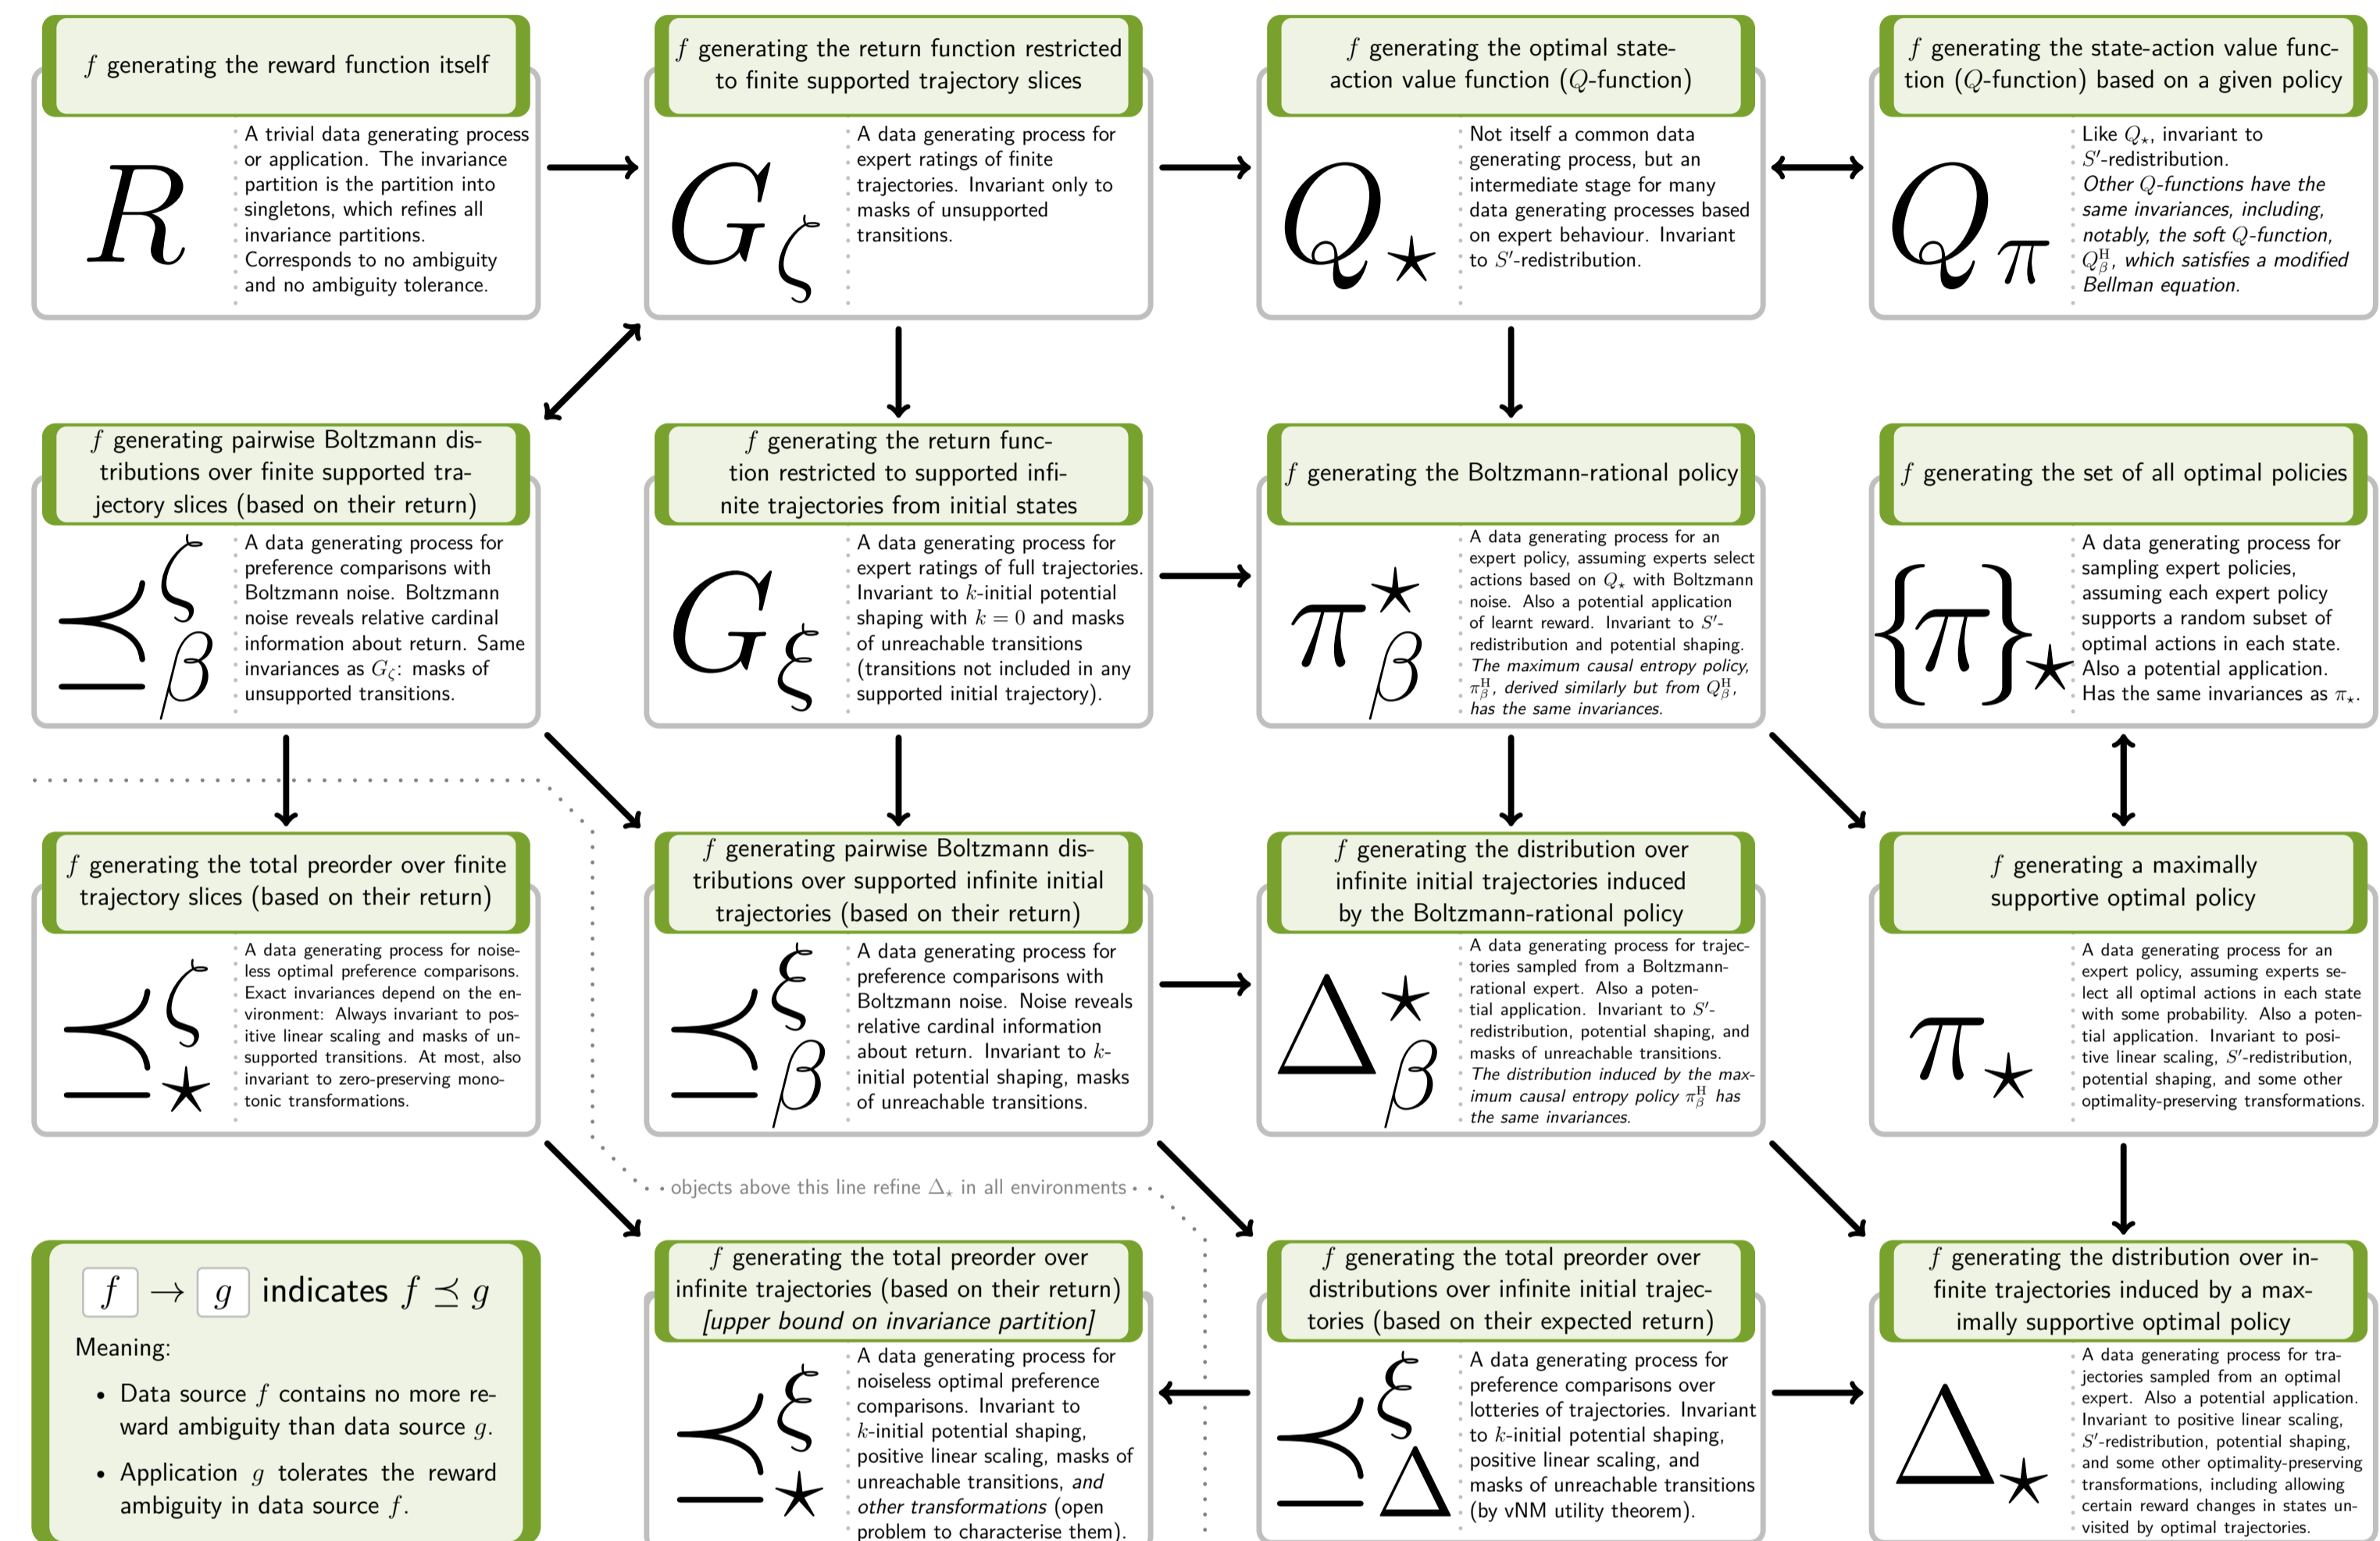 f generating the reward function itself
R
A trivial data generating process
or application. The invariance
partition is the partition into
singletons, which refines all
invariance partitions.
Corresponds to no ambiguity
and no ambiguity tolerance.
f generating the return function restricted
to finite supported trajectory slices
G_ζ
A data generating process for
expert ratings of finite
trajectories. Invariant only to
masks of unsupported
transitions.
f generating the optimal state-
action value function (Q-function)
Q_⋆
Not itself a common data
generating process, but an
intermediate stage for many
data generating processes based
on expert behaviour. Invariant
to S′-redistribution.
f generating the state-action value func-
tion (Q-function) based on a given policy
Q_π
Like Q_⋆, invariant to
S′-redistribution.
Other Q-functions have the
same invariances, including,
notably, the soft Q-function,
Q^H_β, which satisfies a modified
Bellman equation.
f generating pairwise Boltzmann dis-
tributions over finite supported tra-
jectory slices (based on their return)
⪯^ζ_β
A data generating process for
preference comparisons with
Boltzmann noise. Boltzmann
noise reveals relative cardinal
information about return. Same
invariances as G_ζ: masks of
unsupported transitions.
f generating the return func-
tion restricted to supported infi-
nite trajectories from initial states
G_ξ
A data generating process for
expert ratings of full trajectories.
Invariant to k-initial potential
shaping with k = 0 and masks
of unreachable transitions
(transitions not included in any
supported initial trajectory).
f generating the Boltzmann-rational policy
π^⋆_β
A data generating process for an
expert policy, assuming experts select
actions based on Q_⋆ with Boltzmann
noise. Also a potential application
of learnt reward. Invariant to S′-
redistribution and potential shaping.
The maximum causal entropy policy,
π^H_β, derived similarly but from Q^H_β,
has the same invariances.
f generating the set of all optimal policies
{π}_⋆
A data generating process for
sampling expert policies,
assuming each expert policy
supports a random subset of
optimal actions in each state.
Also a potential application.
Has the same invariances as π_⋆.
f generating the total preorder over finite
trajectory slices (based on their return)
⪯^ζ_⋆
A data generating process for noise-
less optimal preference comparisons.
Exact invariances depend on the en-
vironment: Always invariant to pos-
itive linear scaling and masks of un-
supported transitions. At most, also
invariant to zero-preserving mono-
tonic transformations.
f generating pairwise Boltzmann dis-
tributions over supported infinite initial
trajectories (based on their return)
⪯^ξ_β
A data generating process for
preference comparisons with
Boltzmann noise. Noise reveals
relative cardinal information
about return. Invariant to k-
initial potential shaping, masks
of unreachable transitions.
f generating the distribution over
infinite initial trajectories induced
by the Boltzmann-rational policy
Δ^⋆_β
A data generating process for trajec-
tories sampled from a Boltzmann-
rational expert. Also a poten-
tial application. Invariant to S′-
redistribution, potential shaping, and
masks of unreachable transitions.
The distribution induced by the max-
imum causal entropy policy π^H_β has
the same invariances.
f generating a maximally
supportive optimal policy
π_⋆
A data generating process for an
expert policy, assuming experts se-
lect all optimal actions in each state
with some probability. Also a poten-
tial application. Invariant to posi-
tive linear scaling, S′-redistribution,
potential shaping, and some other
optimality-preserving transformations.
objects above this line refine Δ_⋆ in all environments
f → g indicates f ⪯ g
Meaning:
• Data source f contains no more re-
ward ambiguity than data source g.
• Application g tolerates the reward
ambiguity in data source f.
f generating the total preorder over
infinite trajectories (based on their return)
[upper bound on invariance partition]
⪯^ξ_⋆
A data generating process for
noiseless optimal preference
comparisons. Invariant to
k-initial potential shaping,
positive linear scaling, masks of
unreachable transitions, and
other transformations (open
problem to characterise them).
f generating the total preorder over
distributions over infinite initial trajec-
tories (based on their expected return)
⪯^ξ_Δ
A data generating process for
preference comparisons over
lotteries of trajectories. Invariant
to k-initial potential shaping,
positive linear scaling, and
masks of unreachable transitions
(by vNM utility theorem).
f generating the distribution over in-
finite trajectories induced by a max-
imally supportive optimal policy
Δ_⋆
A data generating process for tra-
jectories sampled from an optimal
expert. Also a potential application.
Invariant to positive linear scaling,
S′-redistribution, potential shaping,
and some other optimality-preserving
transformations, including allowing
certain reward changes in states un-
visited by optimal trajectories.